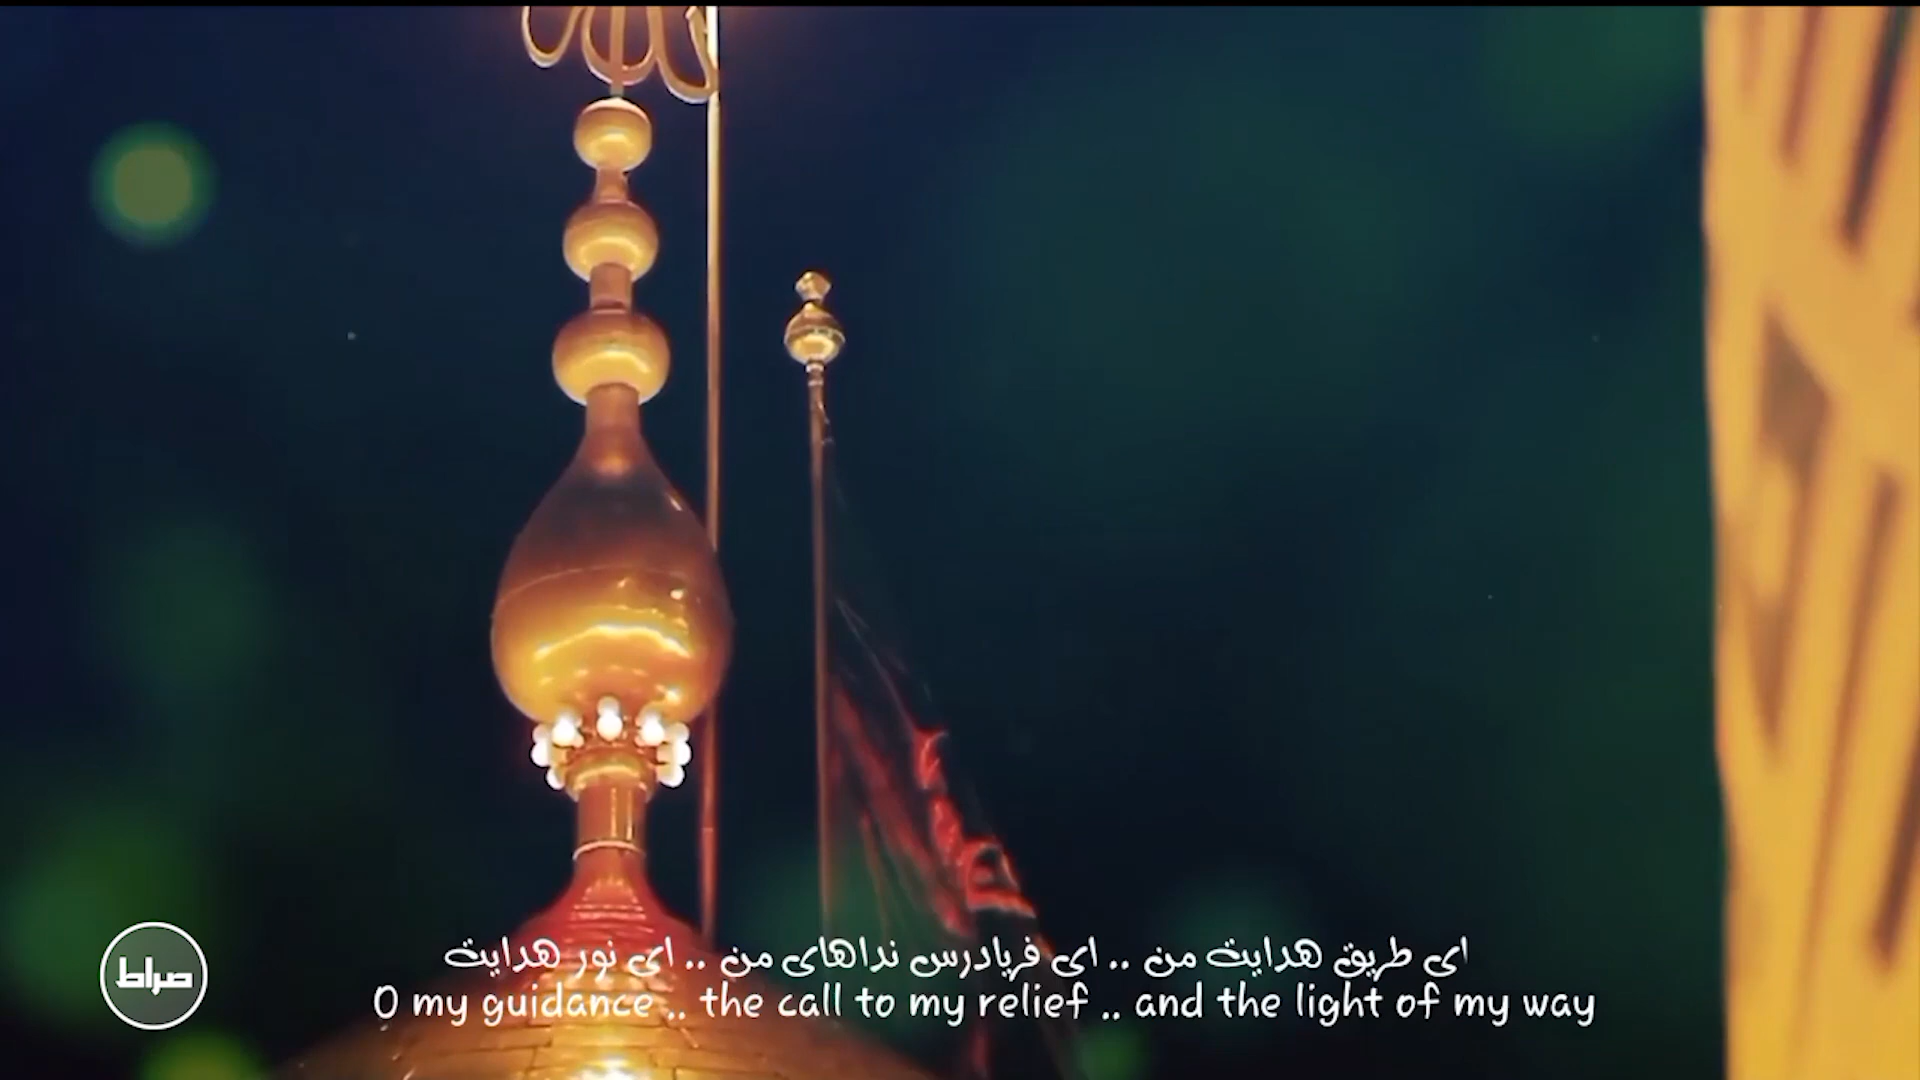 ای طریق هدایت من .. ای فریادرس نداهای من .. ای نور هدایت
O my guidance .. the call to my relief .. and the light of my way
صراط